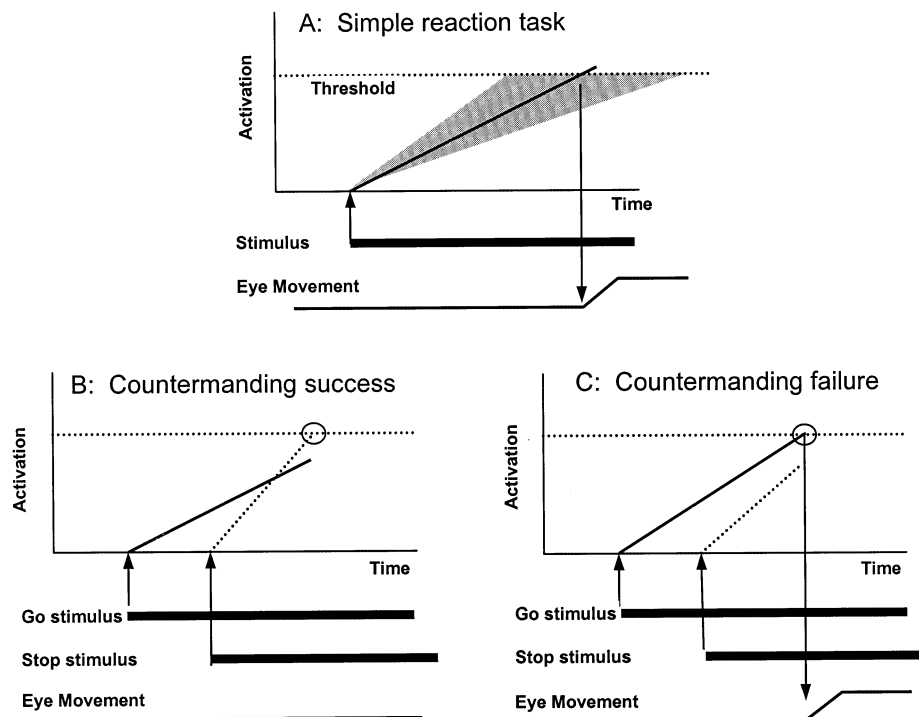 A: Simple reaction task
Activation
Threshold
Time
Stimulus
Eye Movement
B: Countermanding success
Activation
Time
Go stimulus
Stop stimulus
Eye Movement
C: Countermanding failure
Activation
Time
Go stimulus
Stop stimulus
Eye Movement